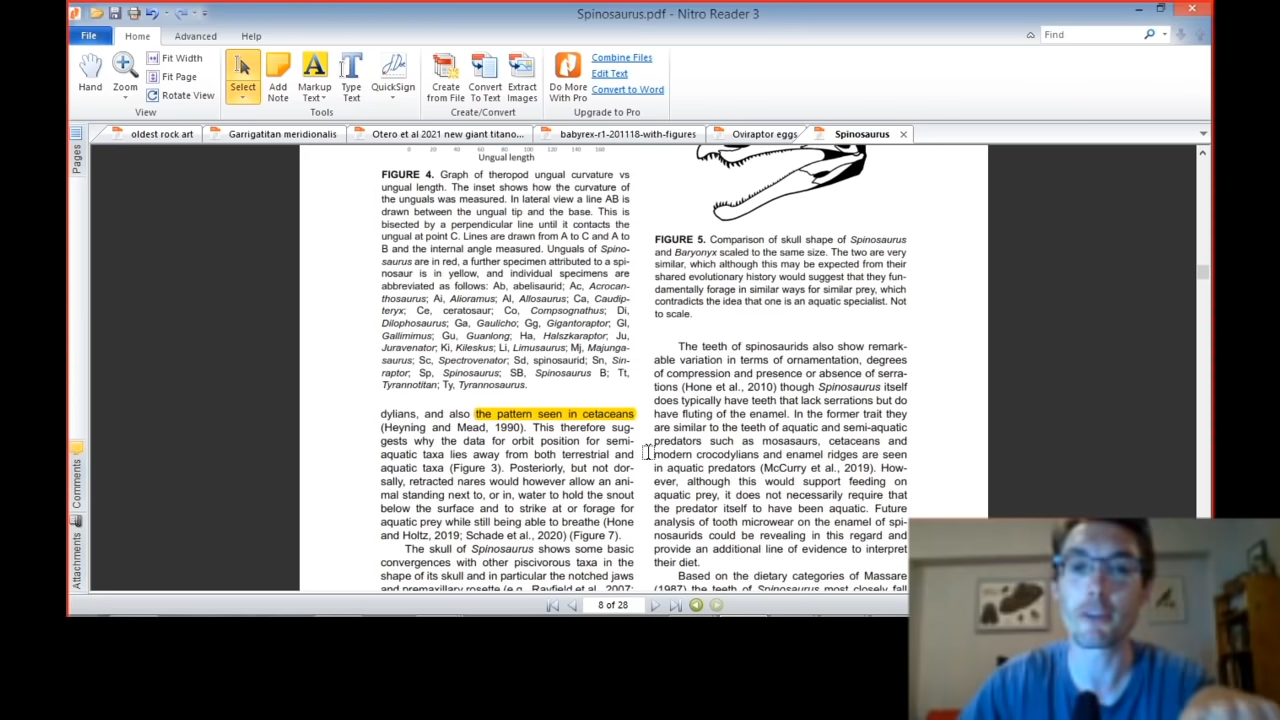 Spinosaurus.pdf - Nitro Reader 3
File
Home
Advanced
Help
Find
Hand
Zoom
Fit Width
Fit Page
Rotate View
View
Select
Add
Note
Markup
Text
Type
Text
QuickSign
Tools
Create
from File
Convert
To Text
Extract
Images
Create/Convert
Do More
With Pro
Combine Files
Edit Text
Convert to Word
Upgrade to Pro
oldest rock art
Garrigatitan meridionalis
Otero et al 2021 new giant titano...
babyrex-r1-201118-with-figures
Oviraptor eggs
Spinosaurus
Pages
Comments
Attachments
0 20 40 60 80 100 120 140 160
Ungual length
FIGURE 4. Graph of theropod ungual curvature vs
ungual length. The inset shows how the curvature of
the unguals was measured. In lateral view a line AB is
drawn between the ungual tip and the base. This is
bisected by a perpendicular line until it contacts the
ungual at point C. Lines are drawn from A to C and A to
B and the internal angle measured. Unguals of Spino-
saurus are in red, a further specimen attributed to a spi-
nosaur is in yellow, and individual specimens are
abbreviated as follows: Ab, abelisaurid; Ac, Acrocan-
thosaurus; Ai, Alioramus; Al, Allosaurus; Ca, Caudip-
teryx; Ce, ceratosaur; Co, Compsognathus; Di,
Dilophosaurus; Ga, Gaulicho; Gg, Gigantoraptor; Gl,
Gallimimus; Gu, Guanlong; Ha, Halszkaraptor; Ju,
Juravenator; Ki, Kileskus; Li, Limusaurus; Mj, Majunga-
saurus; Sc, Spectrovenator; Sd, spinosaurid; Sn, Sin-
raptor; Sp, Spinosaurus; SB, Spinosaurus B; Tt,
Tyrannotitan; Ty, Tyrannosaurus.
dylians, and also the pattern seen in cetaceans
(Heyning and Mead, 1990). This therefore sug-
gests why the data for orbit position for semi-
aquatic taxa lies away from both terrestrial and
aquatic taxa (Figure 3). Posteriorly, but not dor-
sally, retracted nares would however allow an ani-
mal standing next to, or in, water to hold the snout
below the surface and to strike at or forage for
aquatic prey while still being able to breathe (Hone
and Holtz, 2019; Schade et al., 2020) (Figure 7).
The skull of Spinosaurus shows some basic
convergences with other piscivorous taxa in the
shape of its skull and in particular the notched jaws
and premaxillary rosette (e.g., Rayfield et al., 2007;
FIGURE 5. Comparison of skull shape of Spinosaurus
and Baryonyx scaled to the same size. The two are very
similar, which although this may be expected from their
shared evolutionary history would suggest that they fun-
damentally forage in similar ways for similar prey, which
contradicts the idea that one is an aquatic specialist. Not
to scale.
The teeth of spinosaurids also show remark-
able variation in terms of ornamentation, degrees
of compression and presence or absence of serra-
tions (Hone et al., 2010) though Spinosaurus itself
does typically have teeth that lack serrations but do
have fluting of the enamel. In the former trait they
are similar to the teeth of aquatic and semi-aquatic
predators such as mosasaurs, cetaceans and
modern crocodylians and enamel ridges are seen
in aquatic predators (McCurry et al., 2019). How-
ever, although this would support feeding on
aquatic prey, it does not necessarily require that
the predator itself to have been aquatic. Future
analysis of tooth microwear on the enamel of spi-
nosaurids could be revealing in this regard and
provide an additional line of evidence to interpret
their diet.
Based on the dietary categories of Massare
(1987) the teeth of Spinosaurus most closely fall
8 of 28